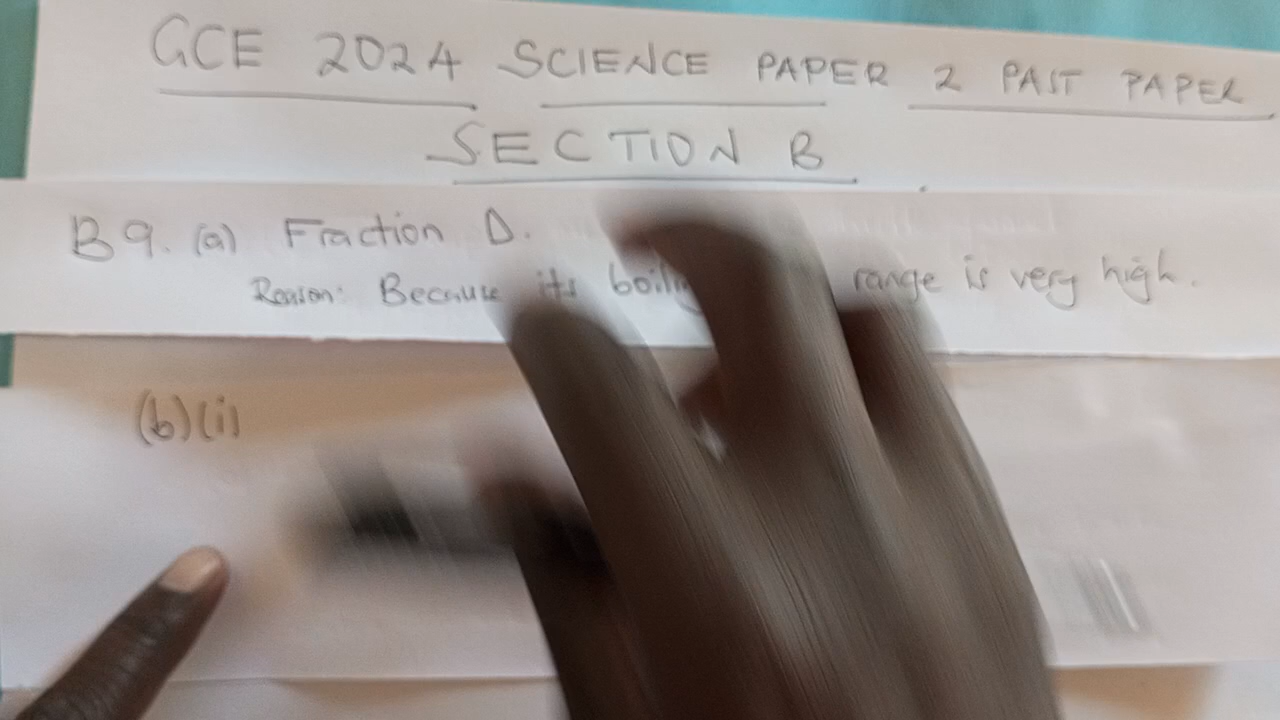 GCE 2024 SCIENCE PAPER 2 PAST PAPER
SECTION B
B9. (a) Fraction D.
Reason: Because its range is very high.
(b)(i)